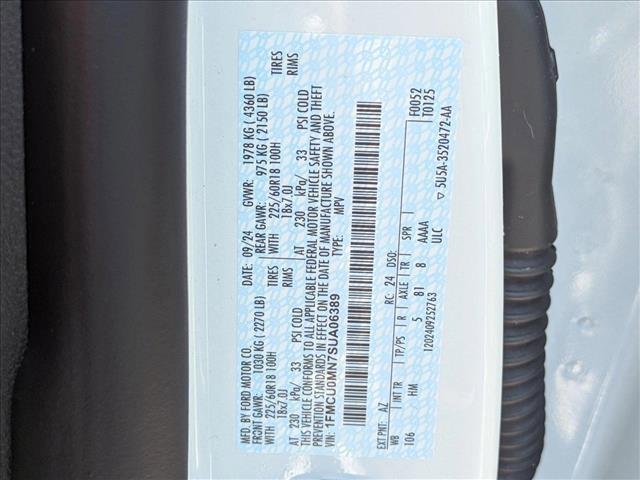 MFD. BY FORD MOTOR CO.
DATE: 09/24 GVWR: 1978 KG ( 4360 LB)
FRONT GAWR: 1030 KG ( 2270 LB) REAR GAWR: 975 KG ( 2150 LB)
WITH 225/60R18 100H TIRES WITH 225/60R18 100H TIRES
18x7.0J RIMS 18x7.0J RIMS
AT 230 kPa/ 33 PSI COLD AT 230 kPa/ 33 PSI COLD
THIS VEHICLE CONFORMS TO ALL APPLICABLE FEDERAL MOTOR VEHICLE SAFETY AND THEFT
PREVENTION STANDARDS IN EFFECT ON THE DATE OF MANUFACTURE SHOWN ABOVE.
VIN: 1FMCU0MN7SUA06389 TYPE: MPV
F0052
T0125
EXT PNT: AZ RC: 24 DSO:
WB INT TR TP/PS R AXLE TR SPR
106 HM 5 81 8 AAAA
ULC
1202409252763 ▽ 5U5A-3520472-AA